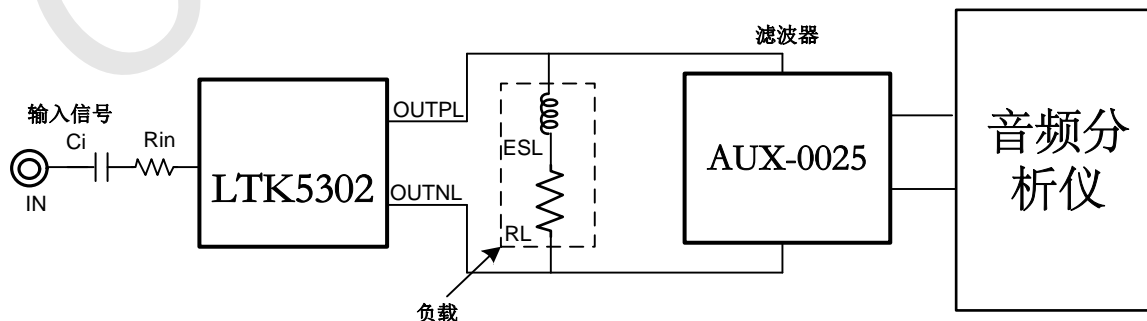 滤波器
输入信号
Ci
Rin
IN
LTK5302
OUTPL
OUTNL
ESL
RL
负载
AUX-0025
音频分
析仪